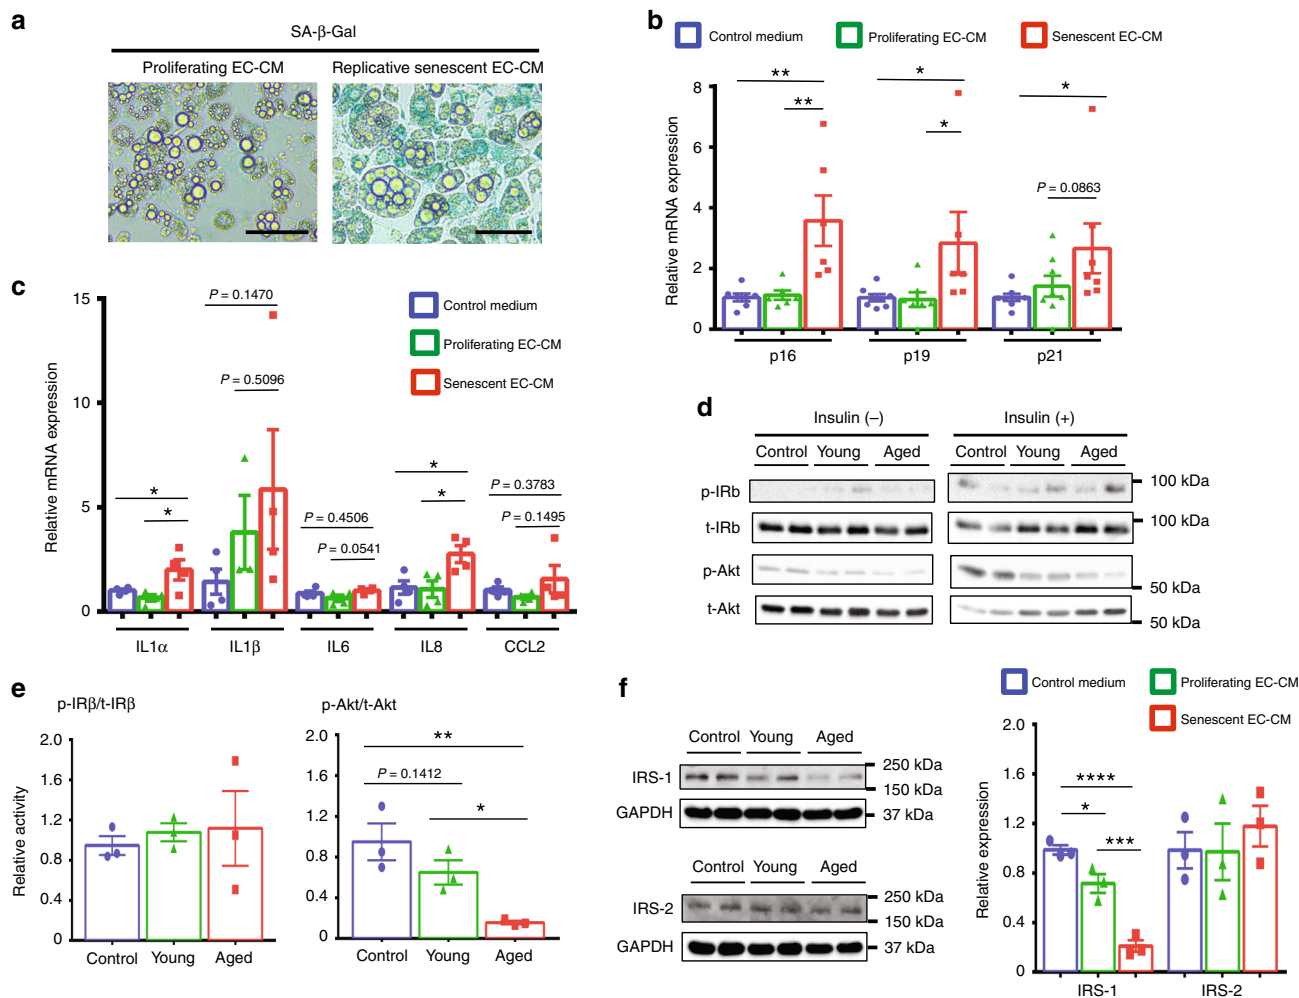 a
SA-β-Gal
Proliferating EC-CM
Replicative senescent EC-CM
b
Control medium
Proliferating EC-CM
Senescent EC-CM
Relative mRNA expression
8
6
4
2
0
**
**
*
*
*
P = 0.0863
p16
p19
p21
c
Control medium
Proliferating EC-CM
Senescent EC-CM
Relative mRNA expression
15
10
5
0
*
*
P = 0.1470
P = 0.5096
P = 0.4506
P = 0.0541
*
*
P = 0.3783
P = 0.1495
IL1α
IL1β
IL6
IL8
CCL2
d
Insulin (–)
Insulin (+)
Control Young Aged
Control Young Aged
p-IRb
100 kDa
t-IRb
100 kDa
p-Akt
50 kDa
t-Akt
50 kDa
e
p-IRβ/t-IRβ
Relative activity
2.0
1.6
1.2
0.8
0.4
0
Control Young Aged
p-Akt/t-Akt
2.0
1.6
1.2
0.8
0.4
0
**
P = 0.1412
*
Control Young Aged
f
Control Young Aged
IRS-1
250 kDa
150 kDa
GAPDH
37 kDa
Control Young Aged
IRS-2
250 kDa
150 kDa
GAPDH
37 kDa
Control medium
Proliferating EC-CM
Senescent EC-CM
Relative expression
2.0
1.6
1.2
0.8
0.4
0
****
*
***
IRS-1
IRS-2